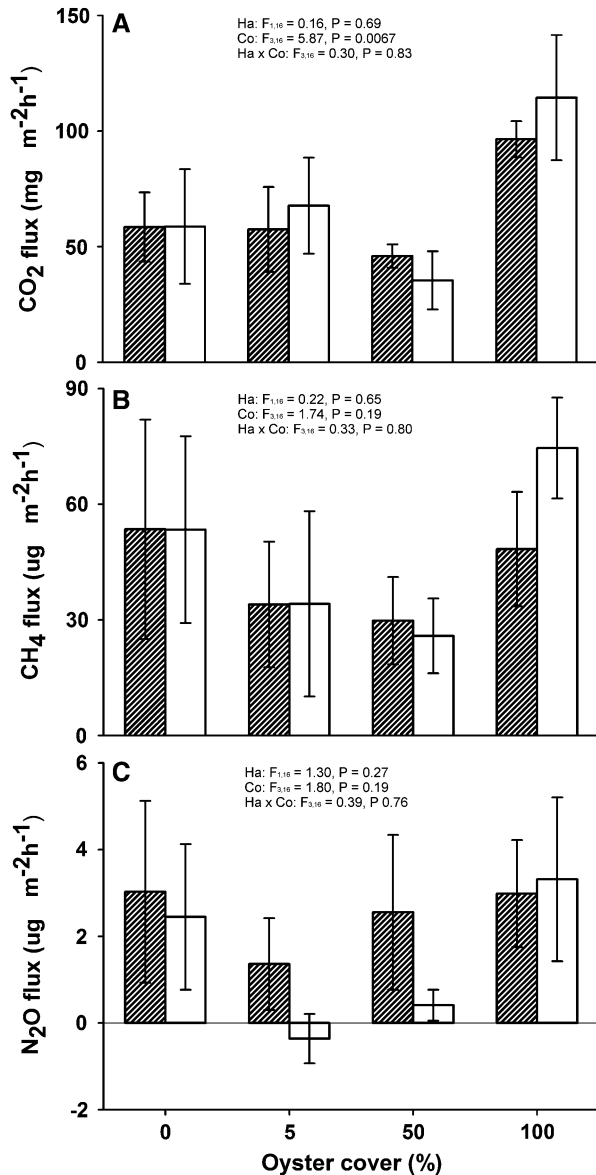 A
Ha: F1,16 = 0.16, P = 0.69
Co: F3,16 = 5.87, P = 0.0067
Ha x Co: F3,16 = 0.30, P = 0.83
CO2 flux (mg m-2h-1)
150
100
50
0
B
Ha: F1,16 = 0.22, P = 0.65
Co: F3,16 = 1.74, P = 0.19
Ha x Co: F3,16 = 0.33, P = 0.80
CH4 flux (ug m-2h-1)
90
60
30
0
C
Ha: F1,16 = 1.30, P = 0.27
Co: F3,16 = 1.80, P = 0.19
Ha x Co: F3,16 = 0.39, P 0.76
N2O flux (ug m-2h-1)
6
4
2
0
-2
0 5 50 100
Oyster cover (%)